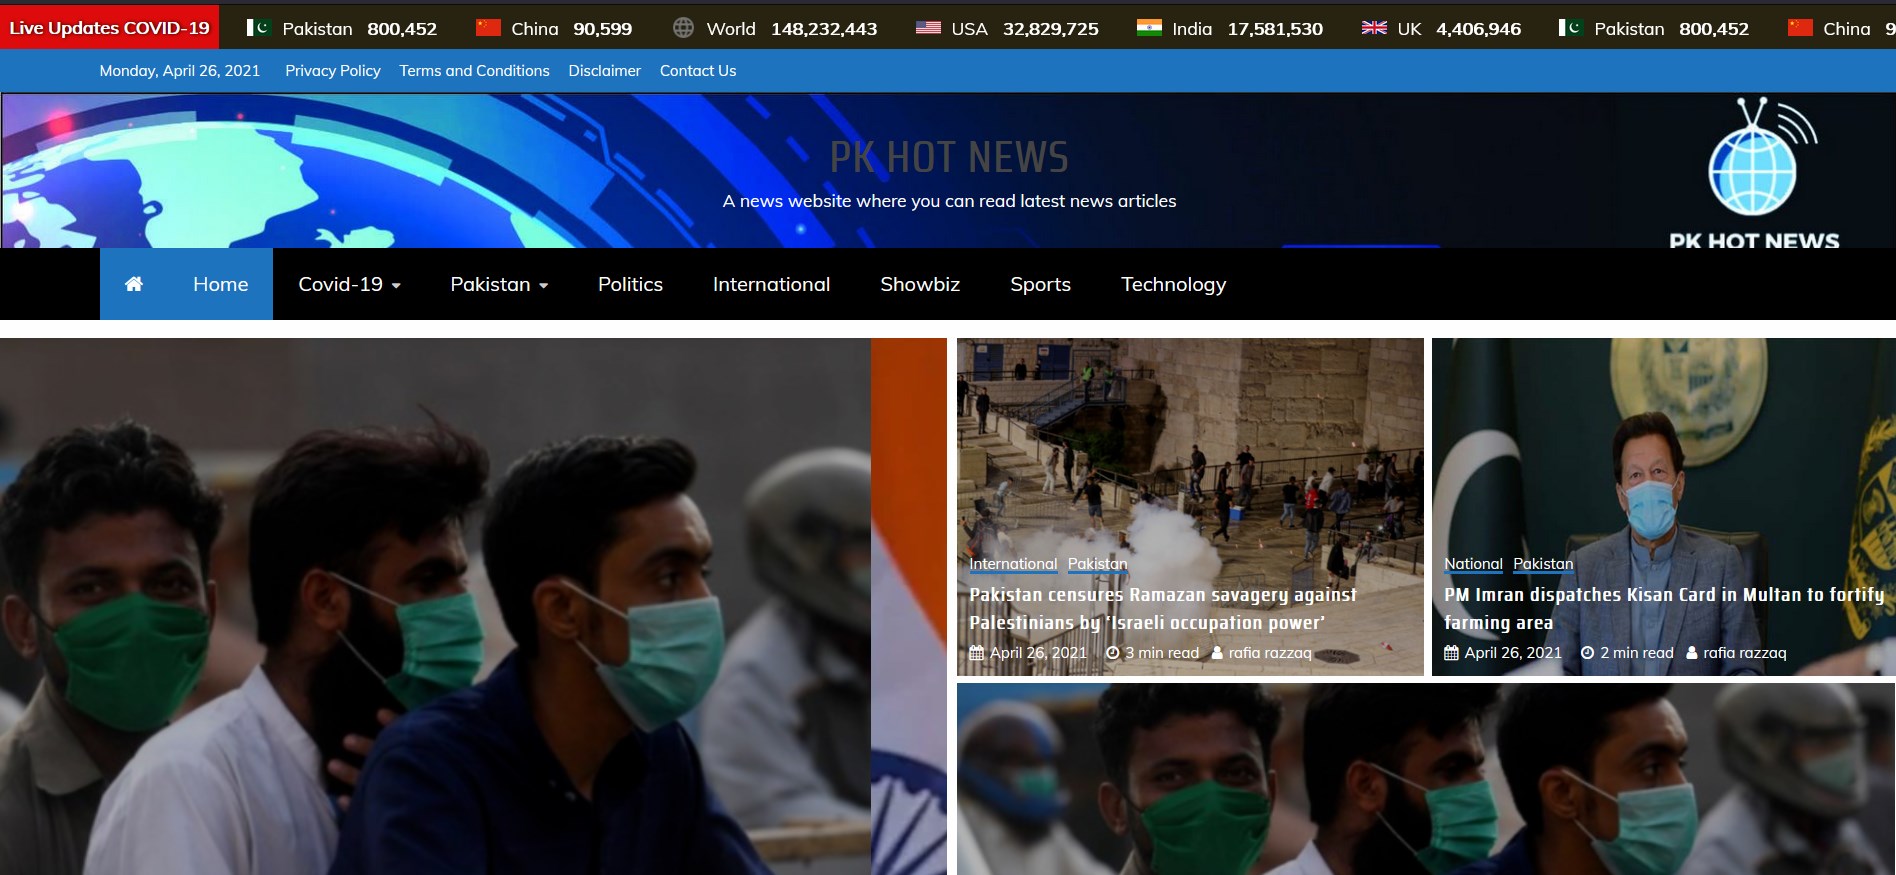 Live Updates COVID-19 Pakistan 800,452 China 90,599 World 148,232,443 USA 32,829,725 India 17,581,530 UK 4,406,946 Pakistan 800,452 China 9
Monday, April 26, 2021 Privacy Policy Terms and Conditions Disclaimer Contact Us
PK HOT NEWS
A news website where you can read latest news articles
PK HOT NEWS
Home Covid-19 Pakistan Politics International Showbiz Sports Technology
International Pakistan
Pakistan censures Ramazan savagery against
Palestinians by ‘Israeli occupation power’
April 26, 2021 3 min read rafia razzaq
National Pakistan
PM Imran dispatches Kisan Card in Multan to fortify
farming area
April 26, 2021 2 min read rafia razzaq